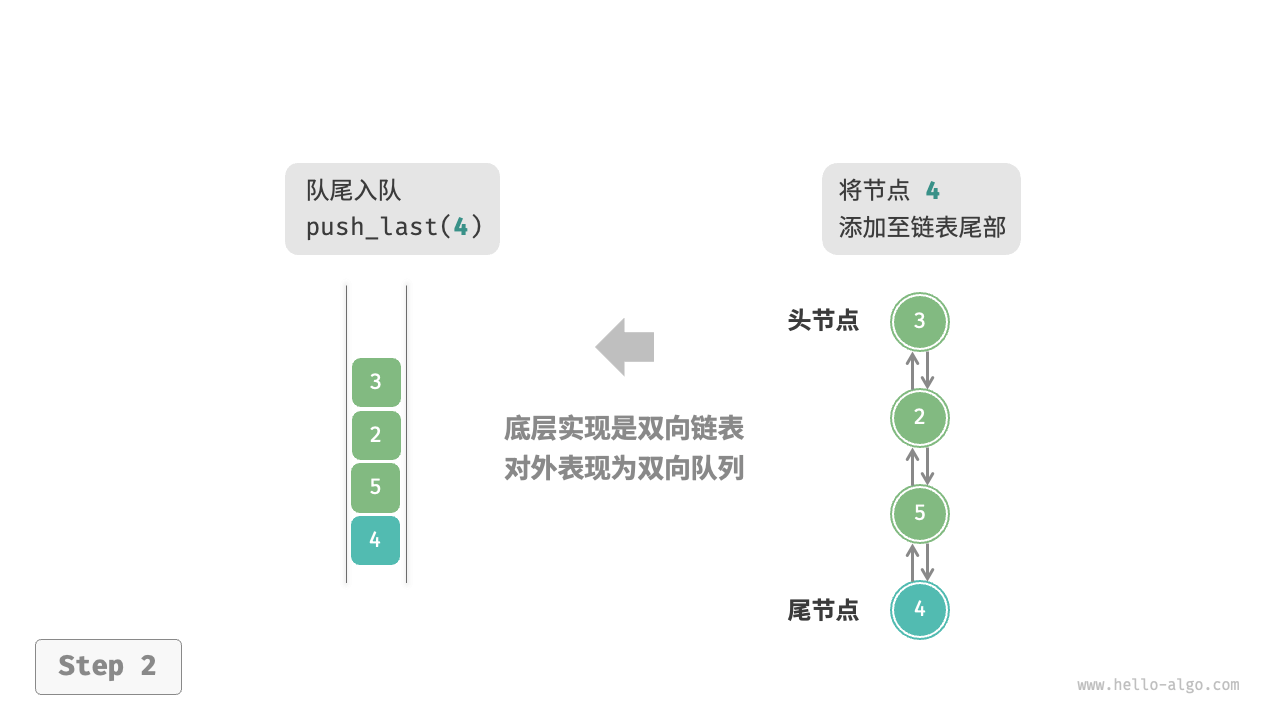 队尾入队
push_last(4)
将节点 4
添加至链表尾部
3
2
5
4
底层实现是双向链表
对外表现为双向队列
头节点
3
2
5
尾节点
4
Step 2
www.hello-algo.com